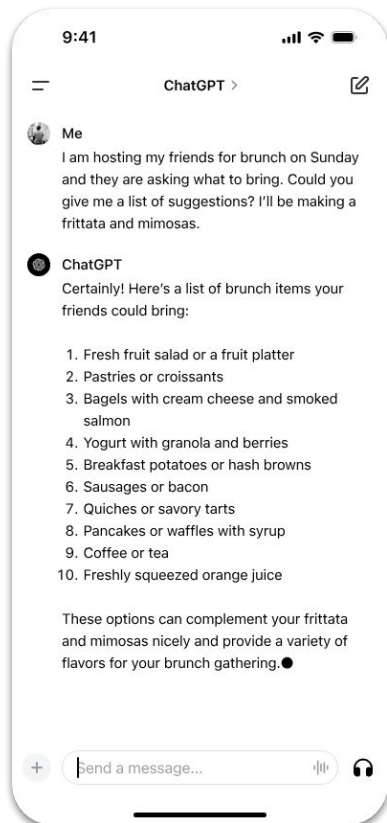 9:41
ChatGPT >
Me
I am hosting my friends for brunch on Sunday
and they are asking what to bring. Could you
give me a list of suggestions? I'll be making a
frittata and mimosas.
ChatGPT
Certainly! Here's a list of brunch items your
friends could bring:
1. Fresh fruit salad or a fruit platter
2. Pastries or croissants
3. Bagels with cream cheese and smoked
salmon
4. Yogurt with granola and berries
5. Breakfast potatoes or hash browns
6. Sausages or bacon
7. Quiches or savory tarts
8. Pancakes or waffles with syrup
9. Coffee or tea
10. Freshly squeezed orange juice
These options can complement your frittata
and mimosas nicely and provide a variety of
flavors for your brunch gathering.
Send a message...